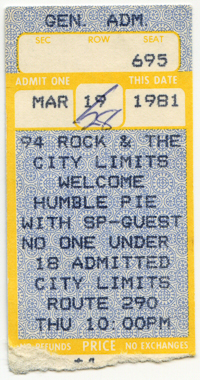 GEN. ADM.
SEC ROW SEAT
695
ADMIT ONE THIS DATE
MAR 19 1981
94 ROCK & THE
CITY LIMITS
WELCOME
HUMBLE PIE
WITH SP-GUEST
NO ONE UNDER
18 ADMITTED
CITY LIMITS
ROUTE 290
THU 10:00PM
REFUNDS PRICE NO EXCHANGES